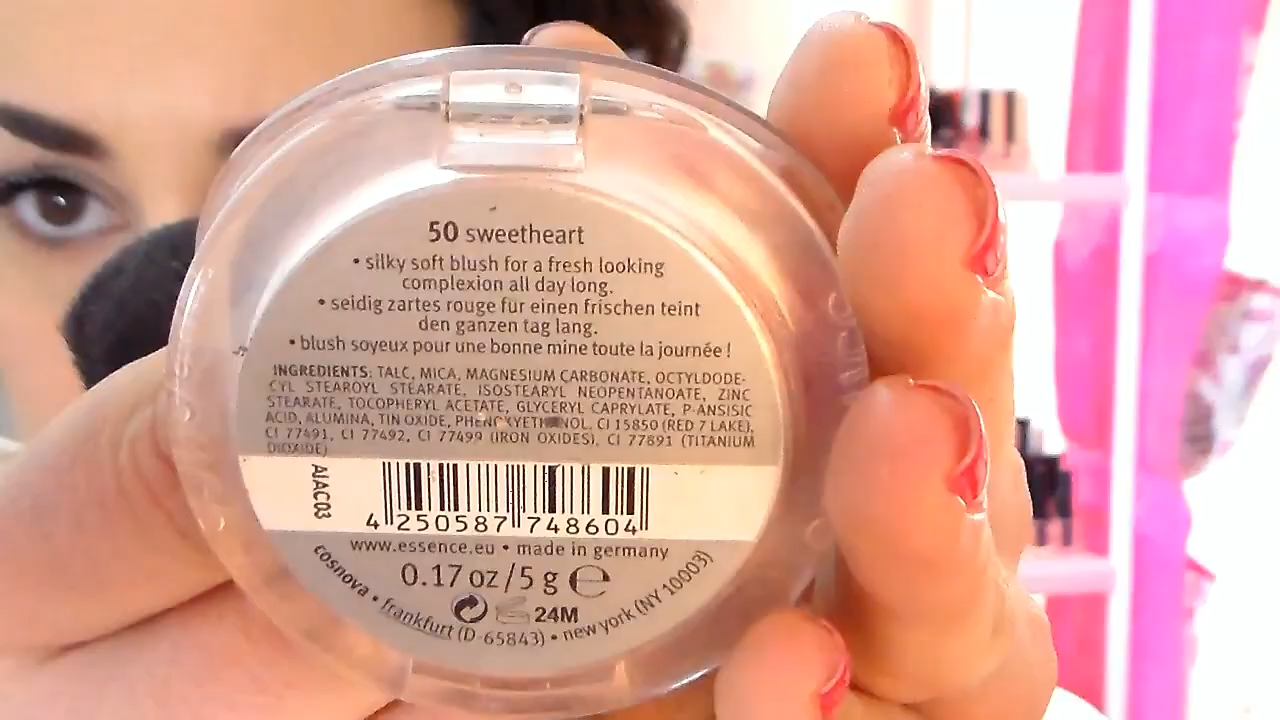 50 sweetheart
• silky soft blush for a fresh looking
complexion all day long.
• seidig zartes rouge für einen frischen teint
den ganzen tag lang.
• blush soyeux pour une bonne mine toute la journée !
INGREDIENTS: TALC, MICA, MAGNESIUM CARBONATE, OCTYLDODE-
CYL STEAROYL STEARATE, ISOSTEARYL NEOPENTANOATE, ZINC
STEARATE, TOCOPHERYL ACETATE, GLYCERYL CAPRYLATE, P-ANSISIC
ACID, ALUMINA, TIN OXIDE, PHENOXYETHANOL, CI 15850 (RED 7 LAKE),
CI 77491, CI 77492, CI 77499 (IRON OXIDES), CI 77891 (TITANIUM
DIOXIDE)
AIAC03
4 250587 748604
www.essence.eu • made in germany
0.17 oz/5 g ℮
24M
cosnova • frankfurt (D-65843) • new york (NY 10003)